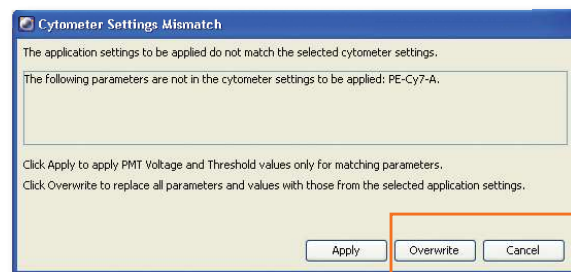 Cytometer Settings Mismatch
The application settings to be applied do not match the selected cytometer settings.
The following parameters are not in the cytometer settings to be applied: PE-Cy7-A.
Click Apply to apply PMT Voltage and Threshold values only for matching parameters.
Click Overwrite to replace all parameters and values with those from the selected application settings.
Apply Overwrite Cancel